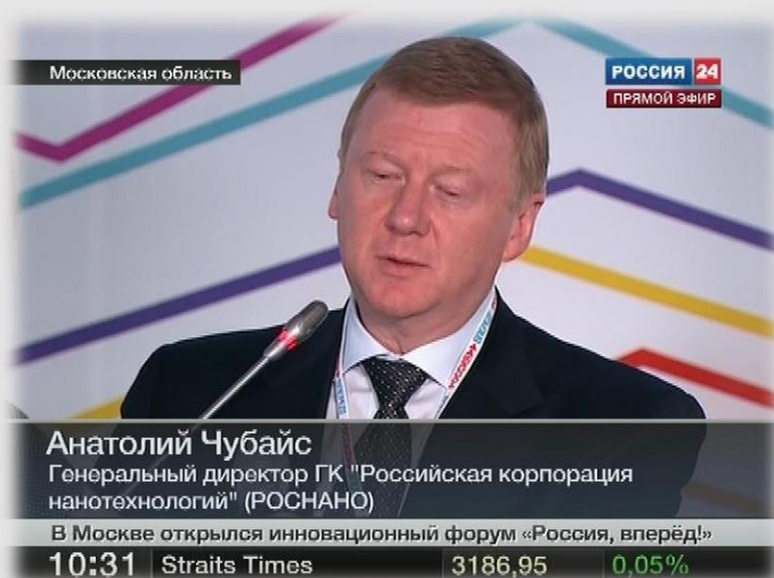 Московская область
РОССИЯ 24
ПРЯМОЙ ЭФИР
Анатолий Чубайс
Генеральный директор ГК "Российская корпорация
нанотехнологий" (РОСНАНО)
В Москве открылся инновационный форум «Россия, вперёд!»
10:31 Straits Times 3186,95 0,05%